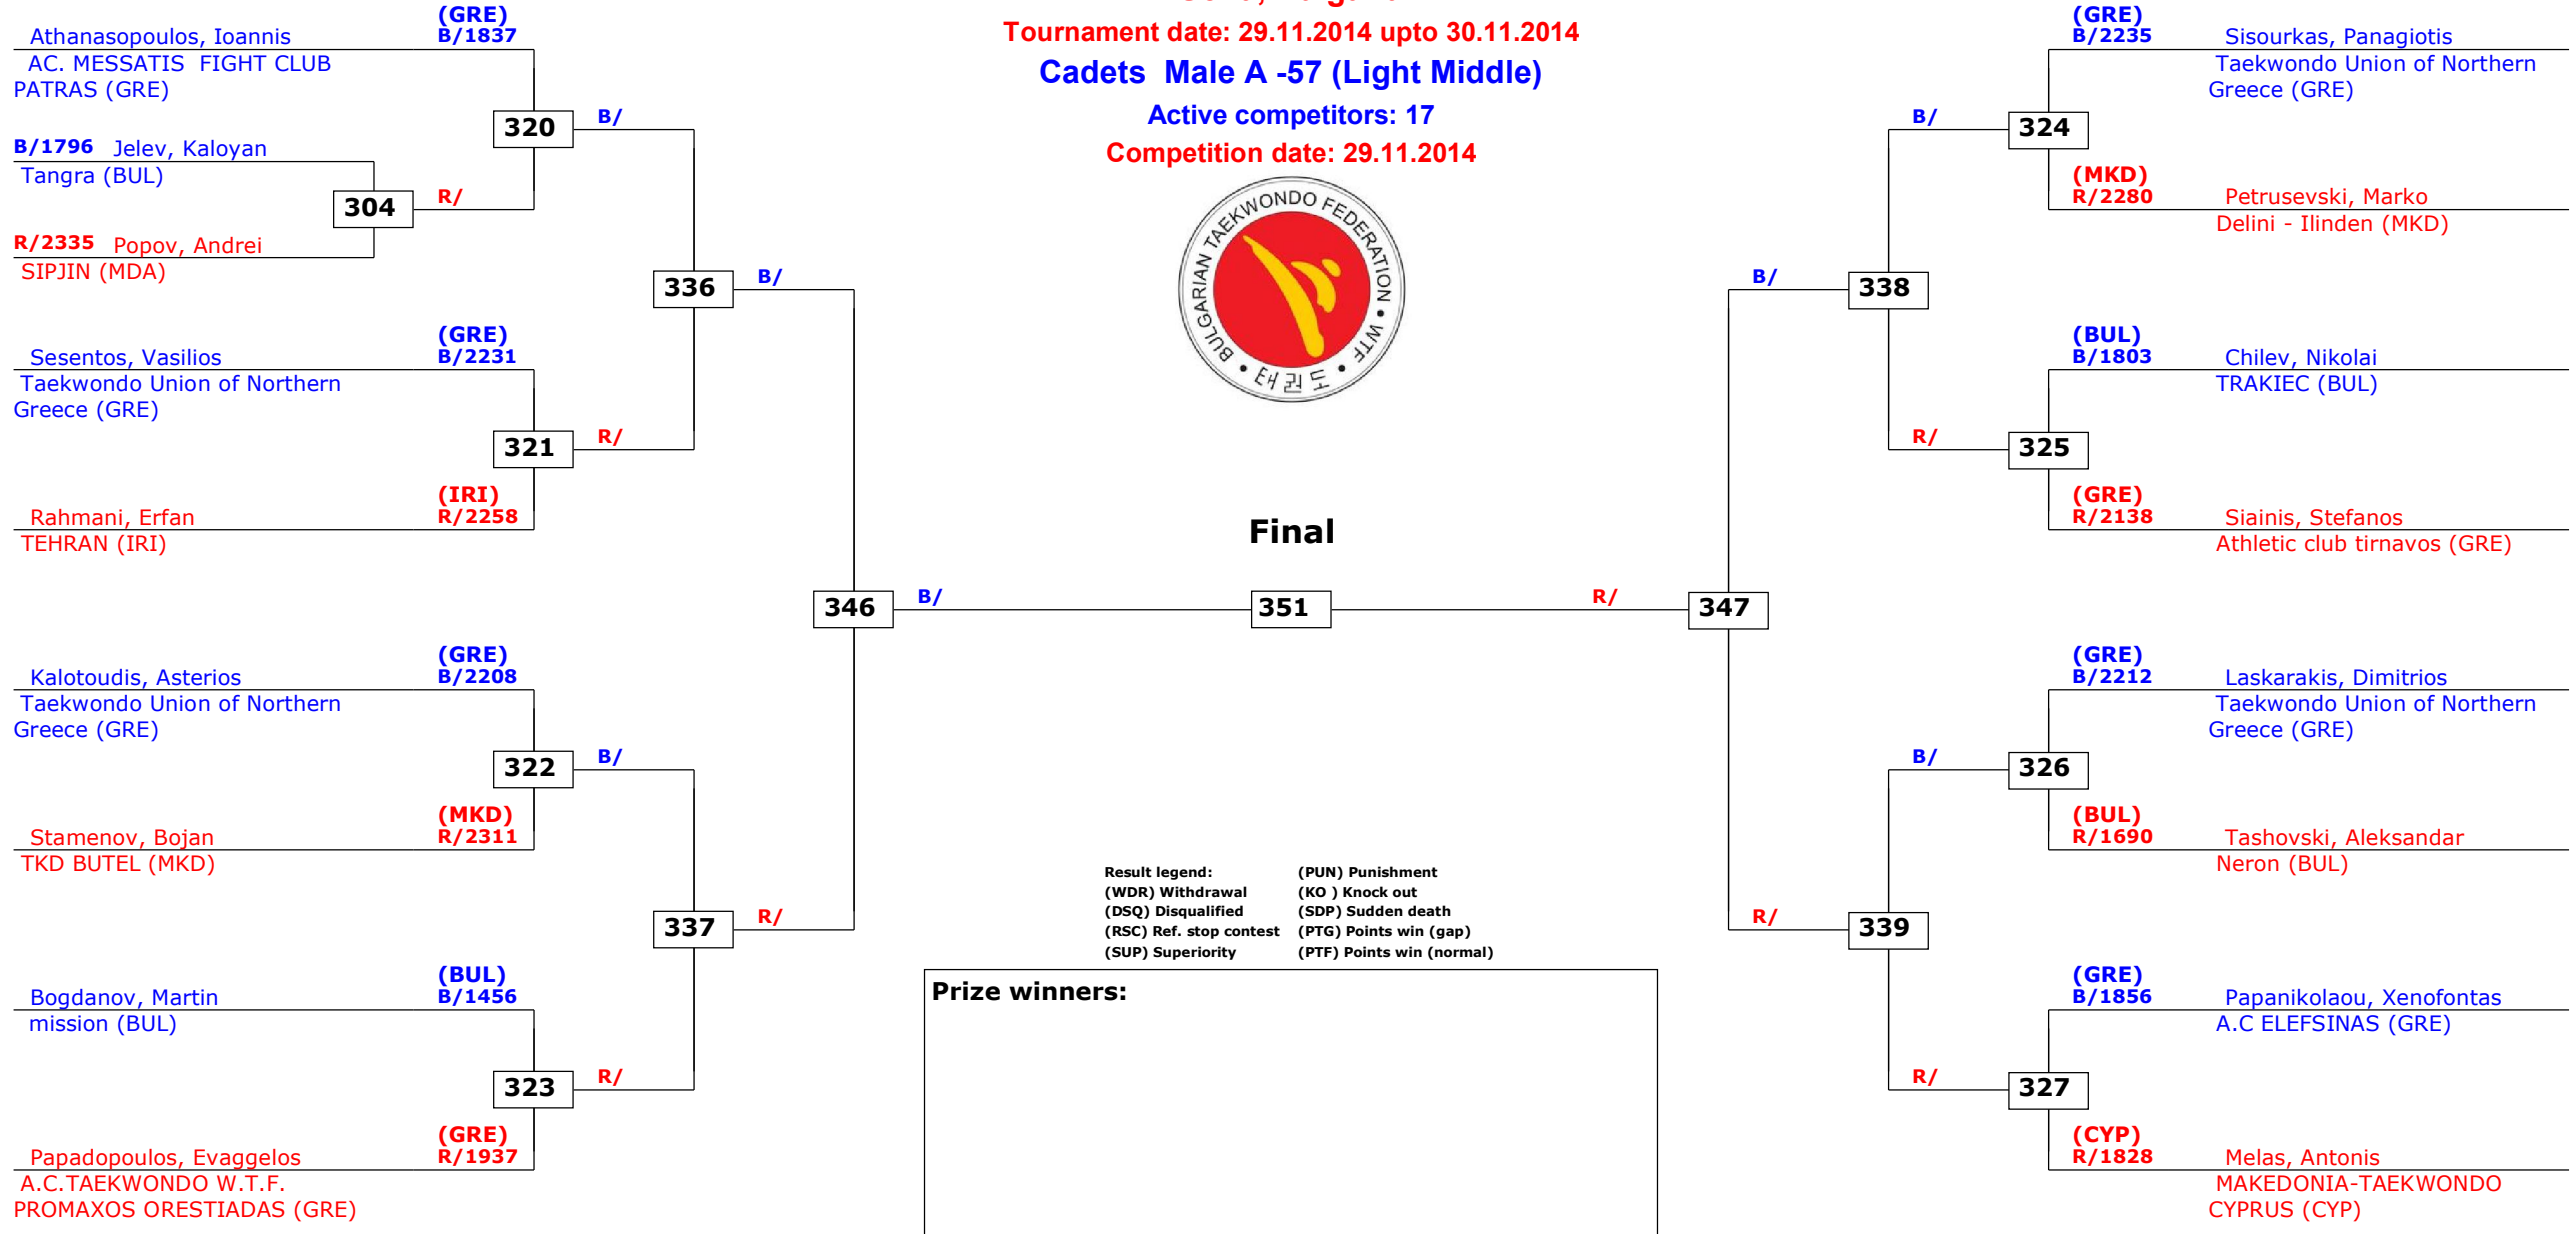 Tournament date: 29.11.2014 upto 30.11.2014
Cadets  Male A -57 (Light Middle)
Active competitors: 17
Competition date: 29.11.2014
BULGARIAN TAEKWONDO FEDERATION • WTF •
태권도
(GRE)
Athanasopoulos, Ioannis B/1837
AC. MESSATIS  FIGHT CLUB
PATRAS (GRE)
320 B/
B/1796 Jelev, Kaloyan
Tangra (BUL)
304 R/
R/2335 Popov, Andrei
SIPJIN (MDA)
336 B/
(GRE)
Sesentos, Vasilios B/2231
Taekwondo Union of Northern
Greece (GRE)
321 R/
(IRI)
Rahmani, Erfan R/2258
TEHRAN (IRI)
346 B/
(GRE)
Kalotoudis, Asterios B/2208
Taekwondo Union of Northern
Greece (GRE)
322 B/
(MKD)
Stamenov, Bojan R/2311
TKD BUTEL (MKD)
337 R/
(BUL)
Bogdanov, Martin B/1456
mission (BUL)
323 R/
(GRE)
Papadopoulos, Evaggelos R/1937
A.C.TAEKWONDO W.T.F.
PROMAXOS ORESTIADAS (GRE)
Final
351
Result legend:
(WDR) Withdrawal
(DSQ) Disqualified
(RSC) Ref. stop contest
(SUP) Superiority
(PUN) Punishment
(KO ) Knock out
(SDP) Sudden death
(PTG) Points win (gap)
(PTF) Points win (normal)
Prize winners:
(GRE)
B/2235 Sisourkas, Panagiotis
Taekwondo Union of Northern
Greece (GRE)
B/ 324
(MKD)
R/2280 Petrusevski, Marko
Delini - Ilinden (MKD)
B/ 338
(BUL)
B/1803 Chilev, Nikolai
TRAKIEC (BUL)
R/ 325
(GRE)
R/2138 Siainis, Stefanos
Athletic club tirnavos (GRE)
R/ 347
(GRE)
B/2212 Laskarakis, Dimitrios
Taekwondo Union of Northern
Greece (GRE)
B/ 326
(BUL)
R/1690 Tashovski, Aleksandar
Neron (BUL)
R/ 339
(GRE)
B/1856 Papanikolaou, Xenofontas
A.C ELEFSINAS (GRE)
R/ 327
(CYP)
R/1828 Melas, Antonis
MAKEDONIA-TAEKWONDO
CYPRUS (CYP)